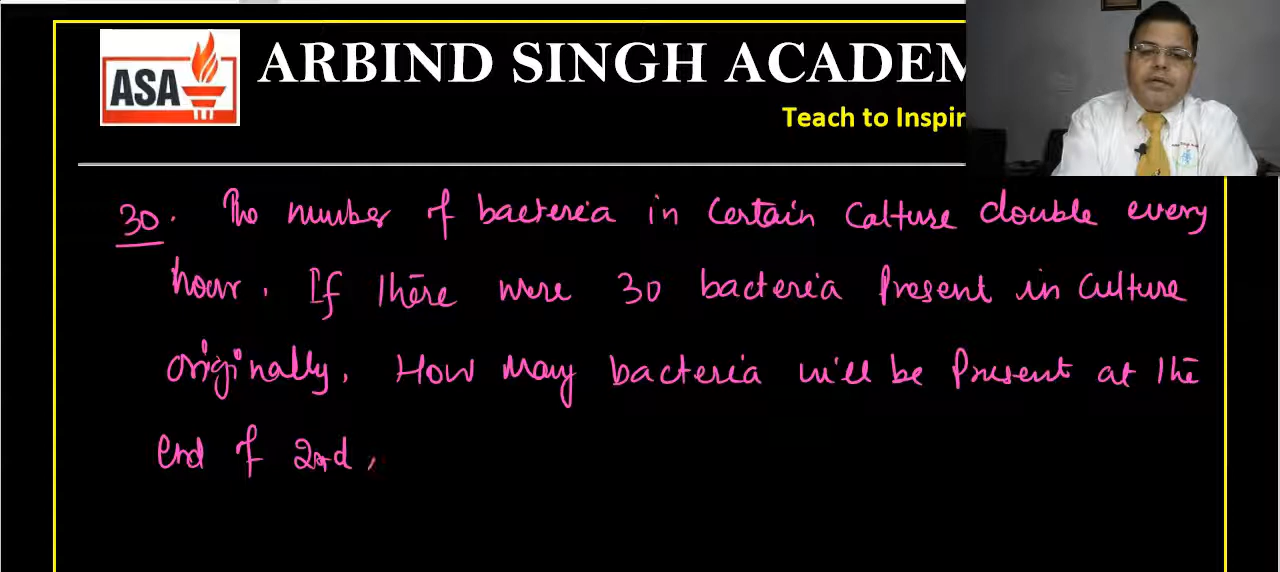 ASA
ARBIND SINGH ACADEM
Teach to Inspir
30. The number of bacteria in certain culture double every
hour. If there were 30 bacteria present in culture
originally. How many bacteria will be present at the
end of 2nd,